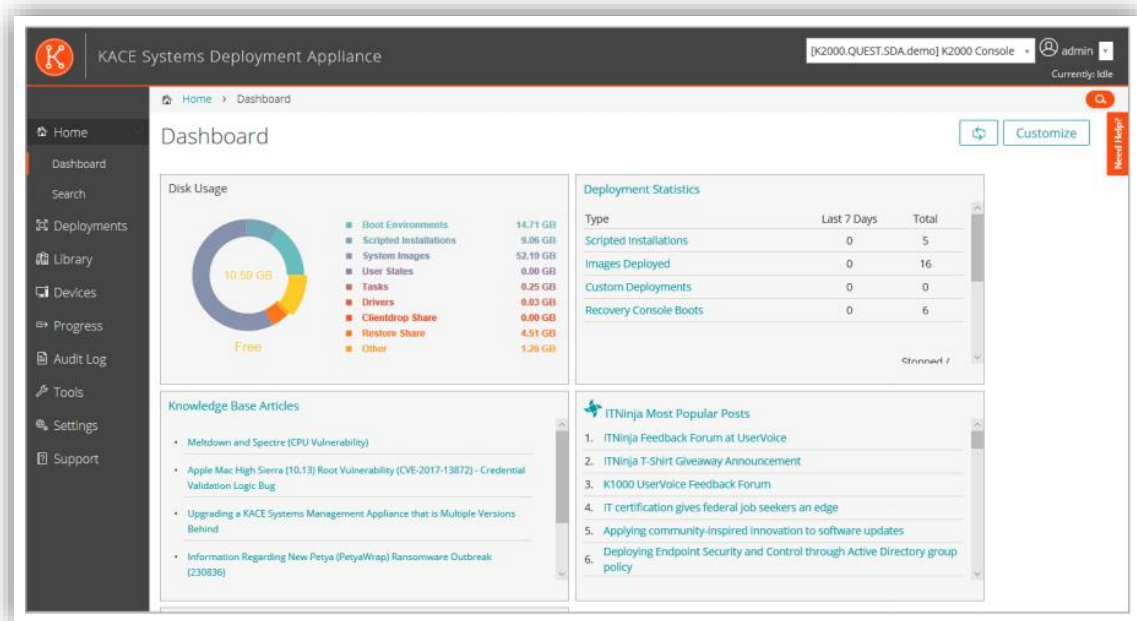 KACE Systems Deployment Appliance
[K2000.QUEST.SDA.demo] K2000 Console
admin
Currently: Idle
Home > Dashboard
Need Help?
Home
Dashboard
Search
Deployments
Library
Devices
Progress
Audit Log
Tools
Settings
Support
Dashboard
Customize
Disk Usage
10.59 GB
Free
Boot Environments 14.71 GB
Scripted Installations 9.06 GB
System Images 52.19 GB
User States 0.00 GB
Tasks 0.25 GB
Drivers 0.03 GB
Clientdrop Share 0.00 GB
Restore Share 4.51 GB
Other 1.26 GB
Deployment Statistics
Type Last 7 Days Total
Scripted Installations 0 5
Images Deployed 0 16
Custom Deployments 0 0
Recovery Console Boots 0 6
Stopped /
Knowledge Base Articles
• Meltdown and Spectre (CPU Vulnerability)
• Apple Mac High Sierra (10.13) Root Vulnerability (CVE-2017-13872) - Credential
Validation Logic Bug
• Upgrading a KACE Systems Management Appliance that is Multiple Versions
Behind
• Information Regarding New Petya (PetyaWrap) Ransomware Outbreak
(230836)
ITNinja Most Popular Posts
1. ITNinja Feedback Forum at UserVoice
2. ITNinja T-Shirt Giveaway Announcement
3. K1000 UserVoice Feedback Forum
4. IT certification gives federal job seekers an edge
5. Applying community-inspired innovation to software updates
6. Deploying Endpoint Security and Control through Active Directory group
policy